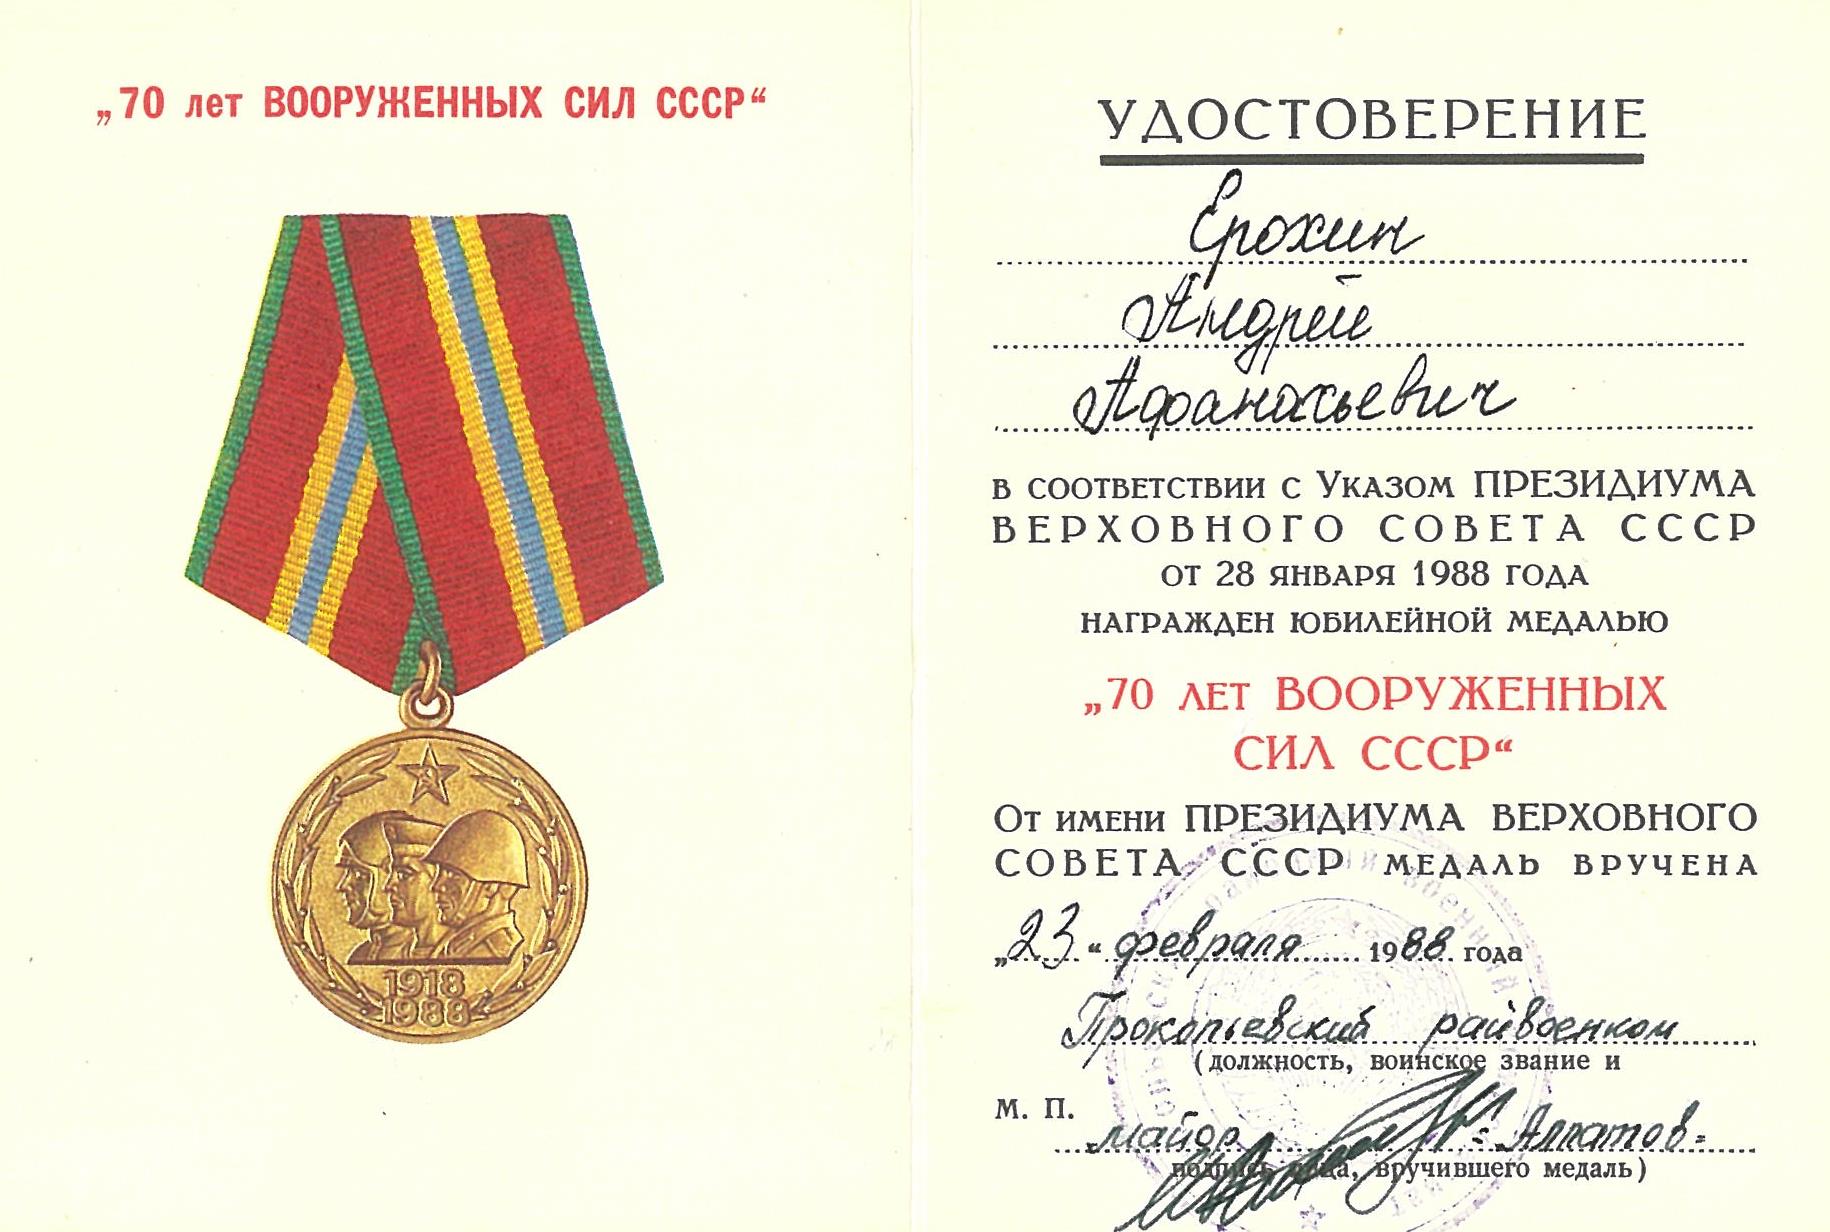 „70 лет ВООРУЖЕННЫХ СИЛ СССР“
1918
1988
УДОСТОВЕРЕНИЕ
Ерохин
Андрей
Афанасьевич
в соответствии с Указом ПРЕЗИДИУМА
ВЕРХОВНОГО СОВЕТА СССР
от 28 января 1988 года
награжден юбилейной медалью
„70 лет ВООРУЖЕННЫХ
СИЛ СССР“
От имени ПРЕЗИДИУМА ВЕРХОВНОГО
СОВЕТА СССР медаль вручена
„23“ февраля 1988 года
Прокопьевский райвоенком
(должность, воинское звание и
М. П.
майор - Алпатов -
подпись лица, вручившего медаль)